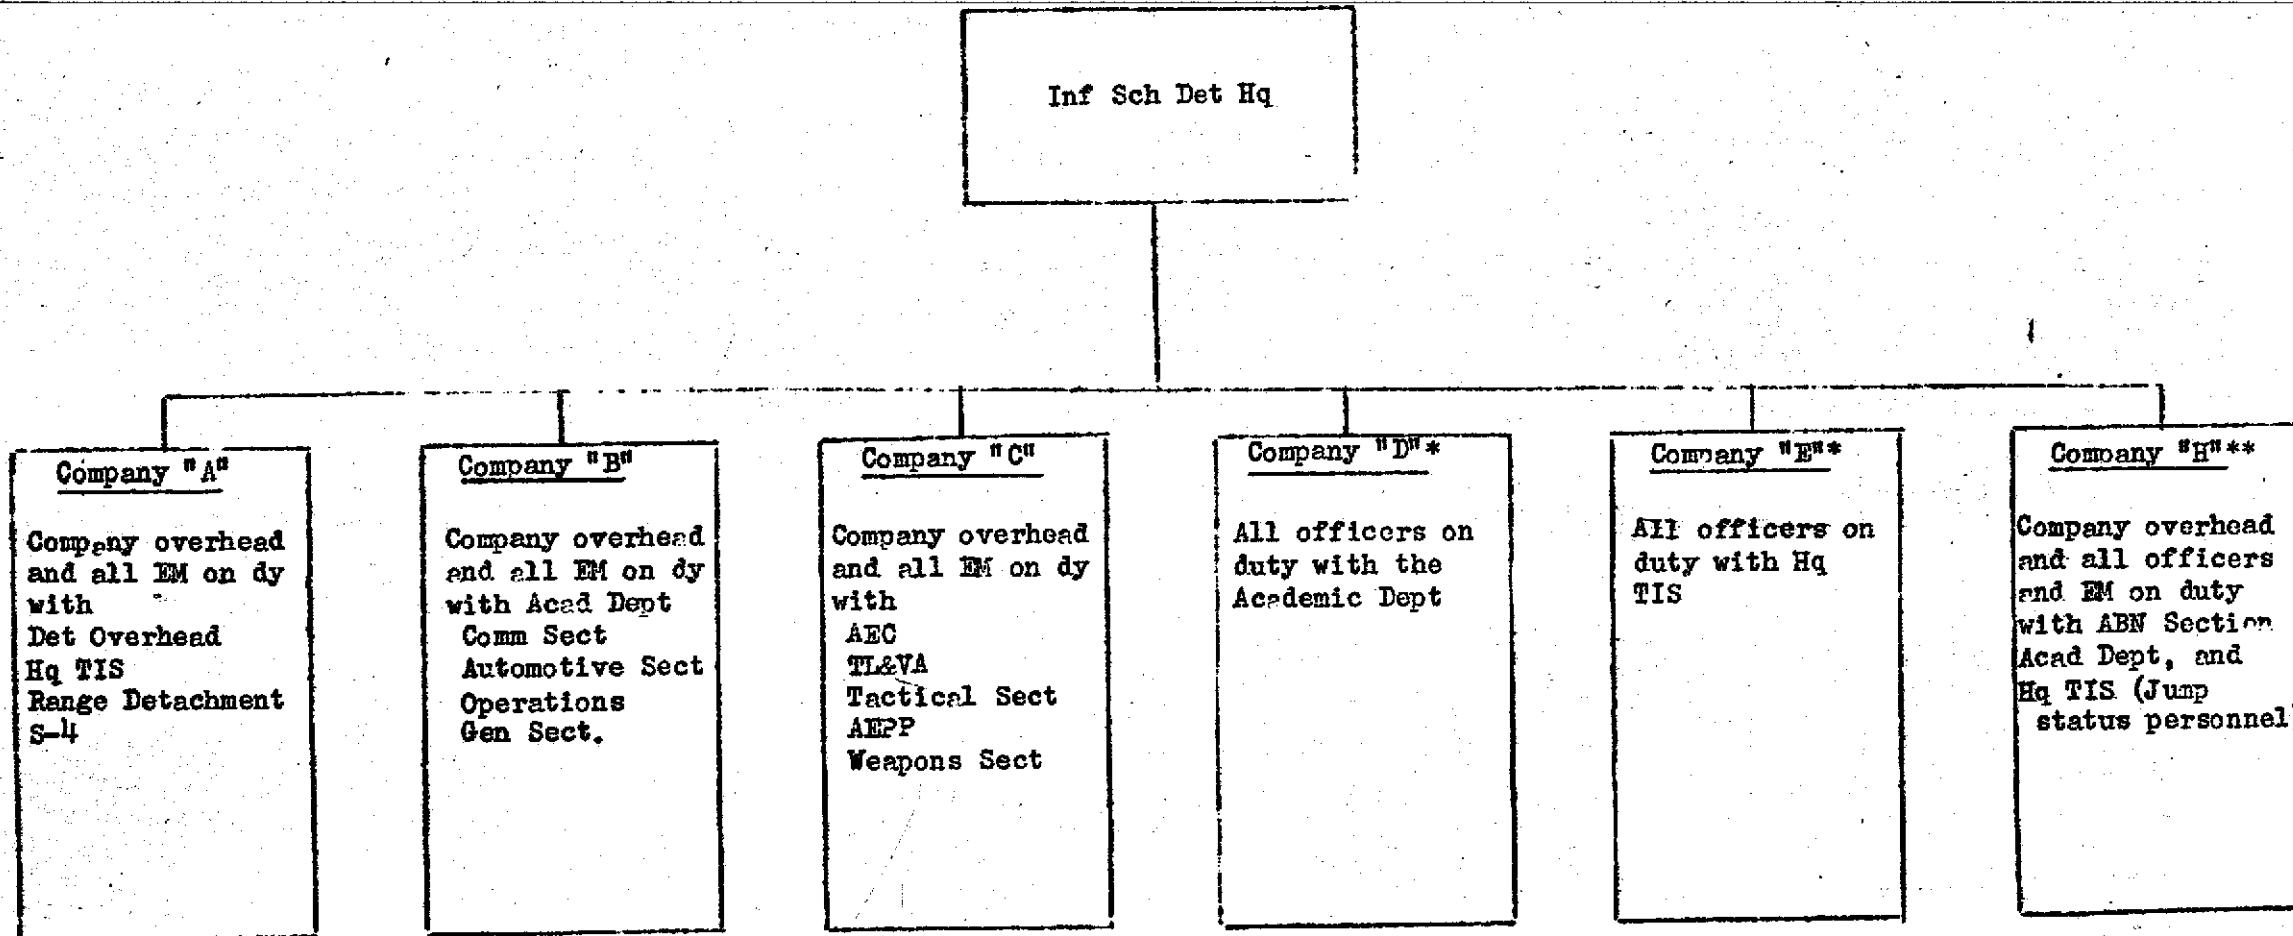 Inf Sch Det Hq
Company "A"
Company overhead
and all EM on dy
with
Det Overhead
Hq TIS
Range Detachment
S-4
Company "B"
Company overhead
and all EM on dy
with Acad Dept
Comm Sect
Automotive Sect
Operations
Gen Sect.
Company "C"
Company overhead
and all EM on dy
with
AEC
TL&VA
Tactical Sect
AEPP
Weapons Sect
Company "D"*
All officers on
duty with the
Academic Dept
Company "E"*
All officers on
duty with Hq
TIS
Company "H"**
Company overhead
and all officers
and EM on duty
with ABN Section
Acad Dept, and
Hq TIS (Jump
status personnel)